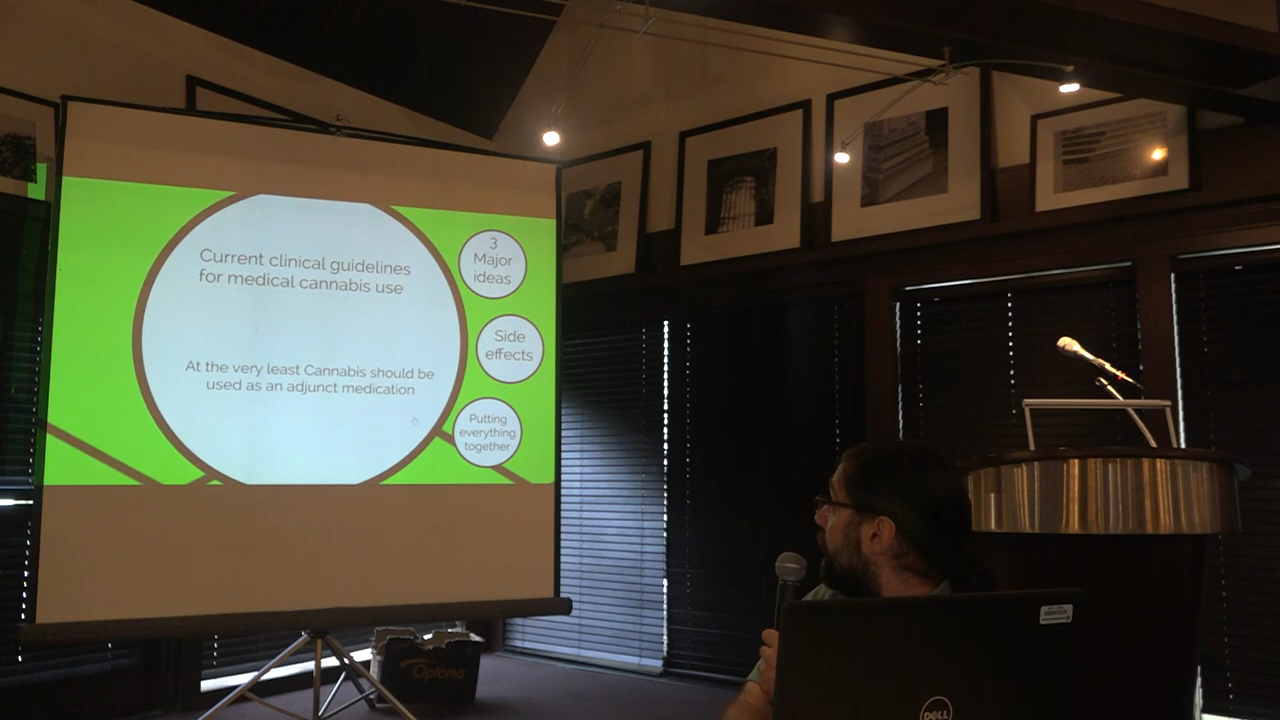 Current clinical guidelines
for medical cannabis use
At the very least Cannabis should be
used as an adjunct medication
3
Major
ideas
Side
effects
Putting
everything
together
Optoma
DELL